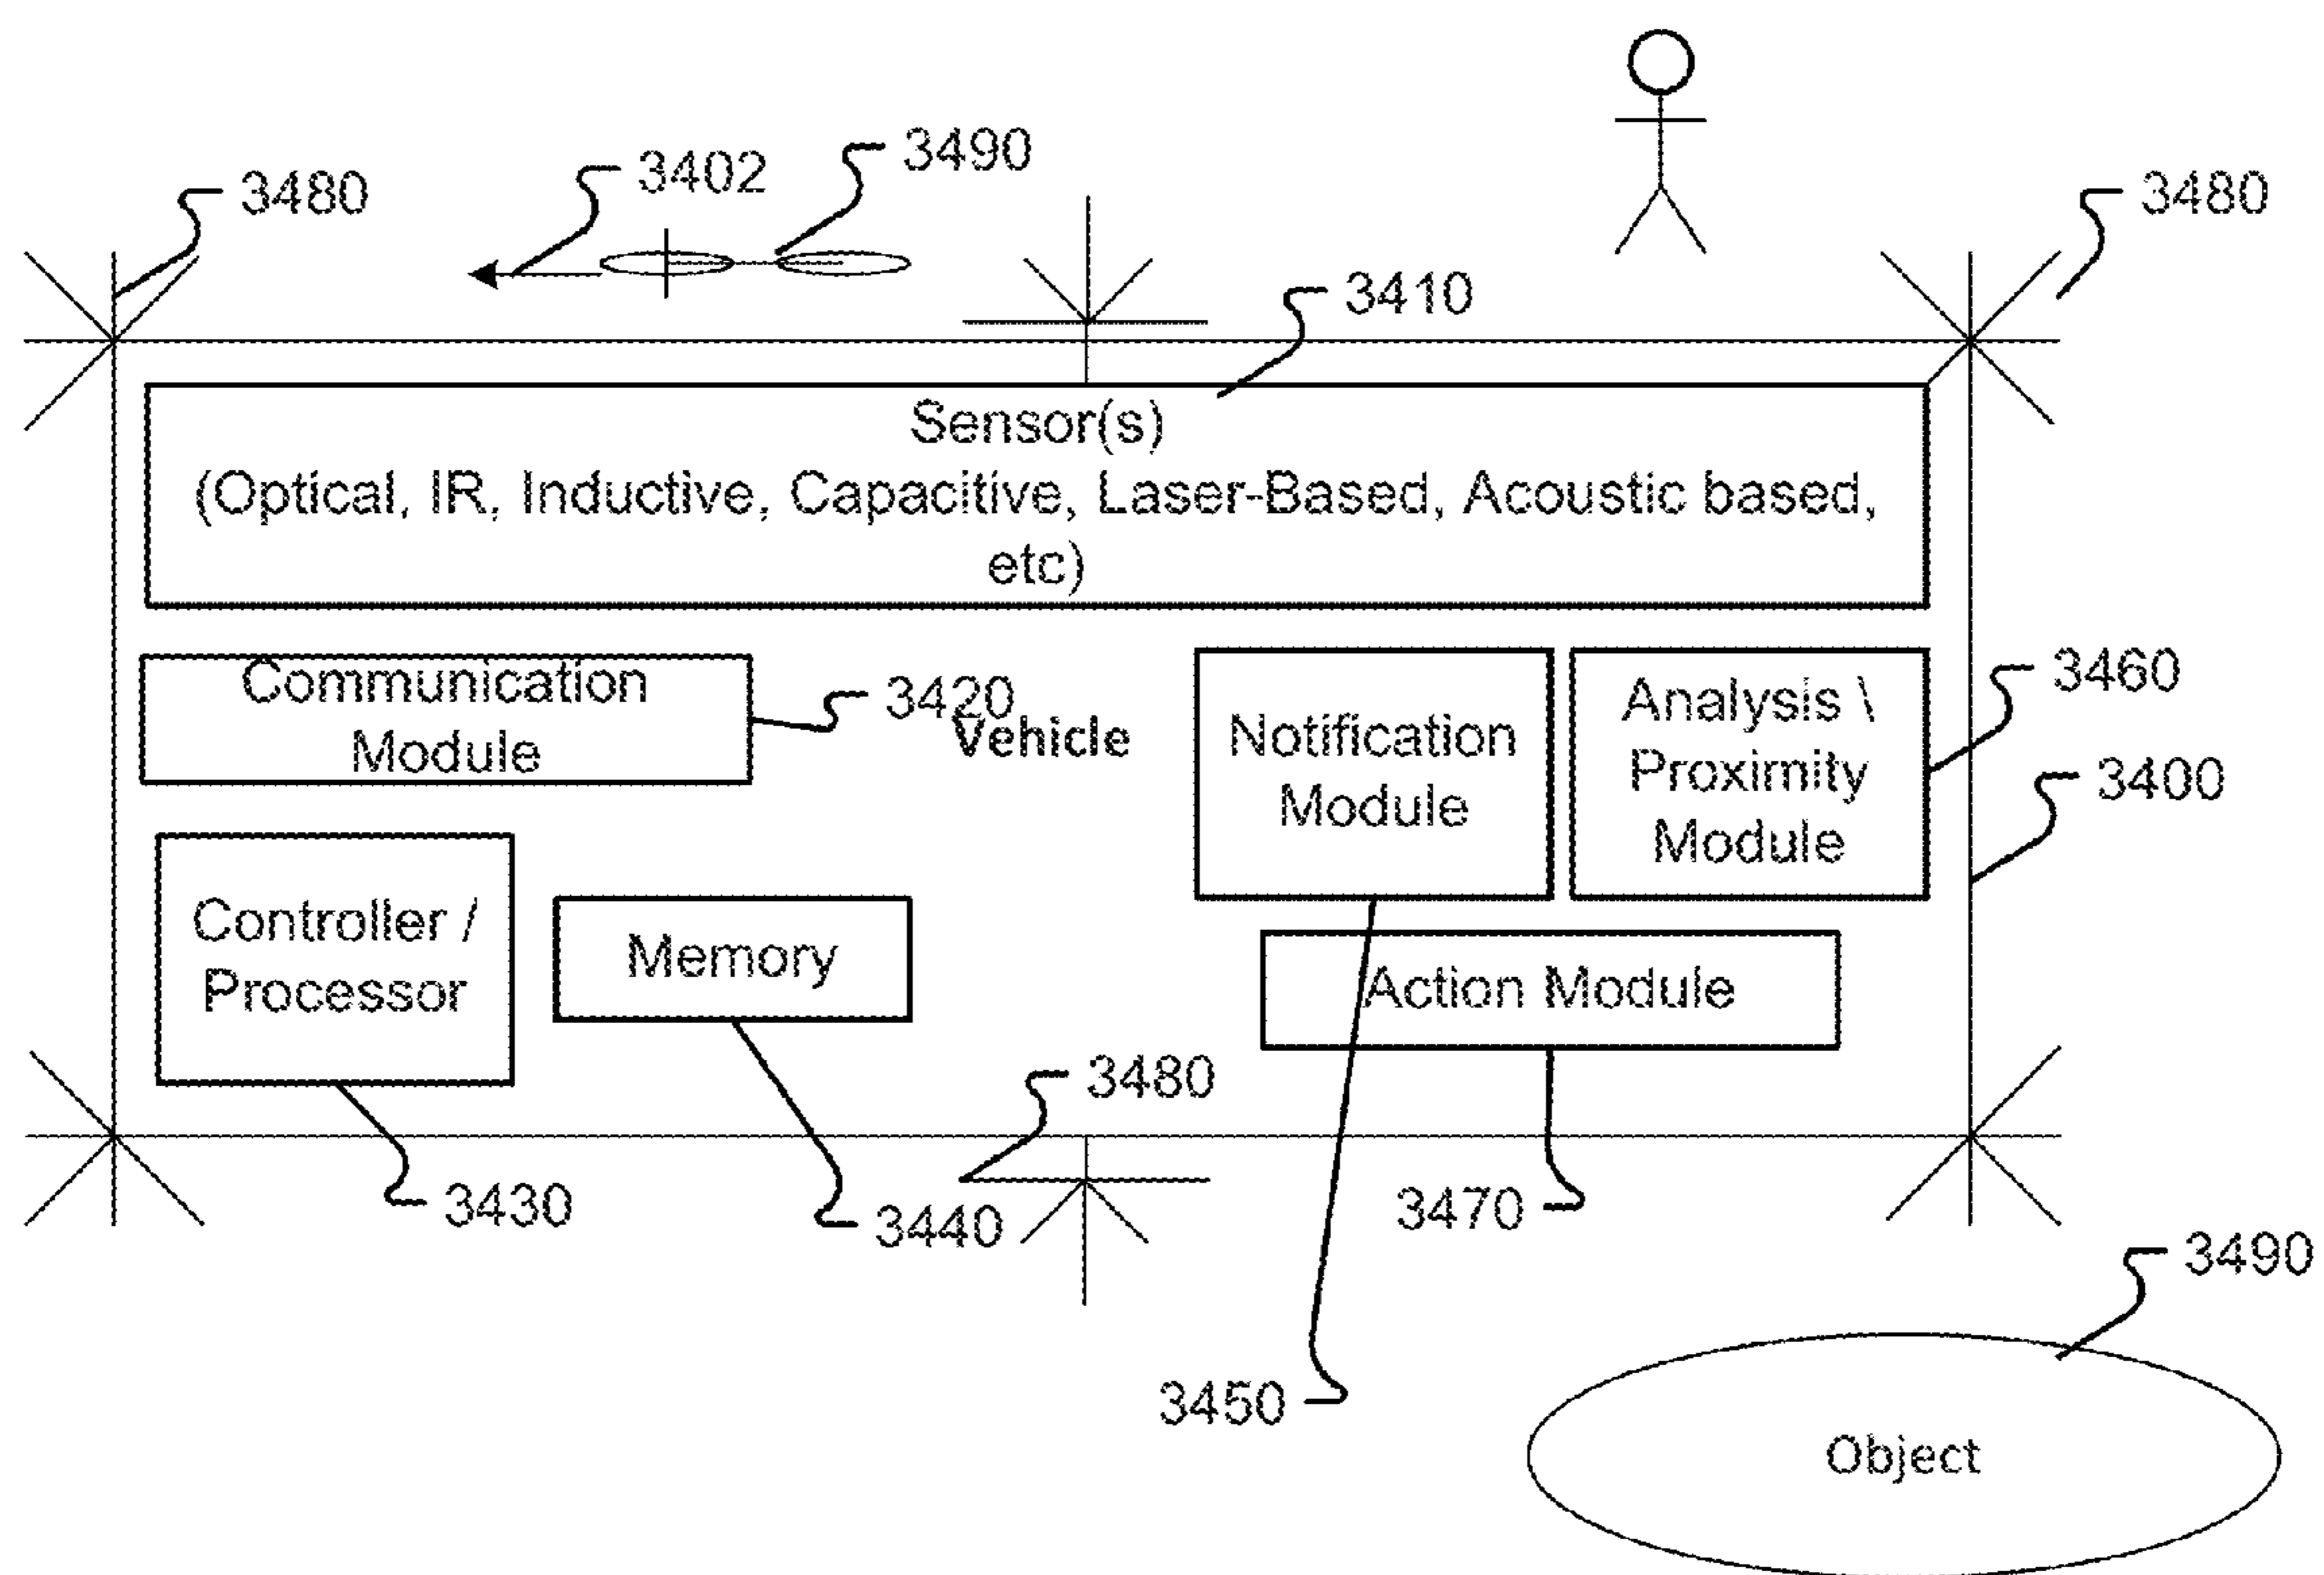 3402
3490
3480
3480
3410
Sensor(s)
(Optical, IR, Inductive, Capacitive, Laser-Based, Acoustic based,
etc)
Communication
Module
3420
Vehicle
Notification
Module
Analysis \
Proximity
Module
3460
3400
Controller /
Processor
Memory
Action Module
3480
3430
3440
3470
3450
3490
Object